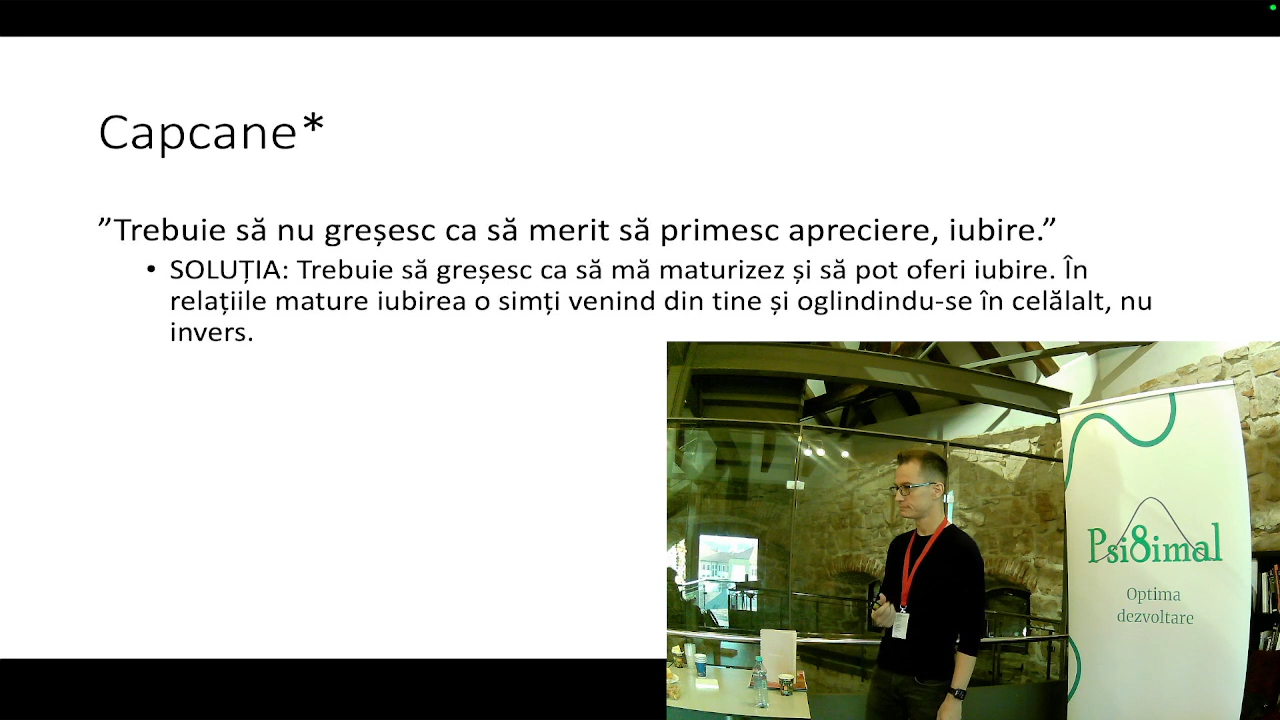 Capcane*
”Trebuie să nu greșesc ca să merit să primesc apreciere, iubire.”
• SOLUȚIA: Trebuie să greșesc ca să mă maturizez și să pot oferi iubire. În
relațiile mature iubirea o simți venind din tine și oglindindu-se în celălalt, nu
invers.
Psi8imal
Optima
dezvoltare